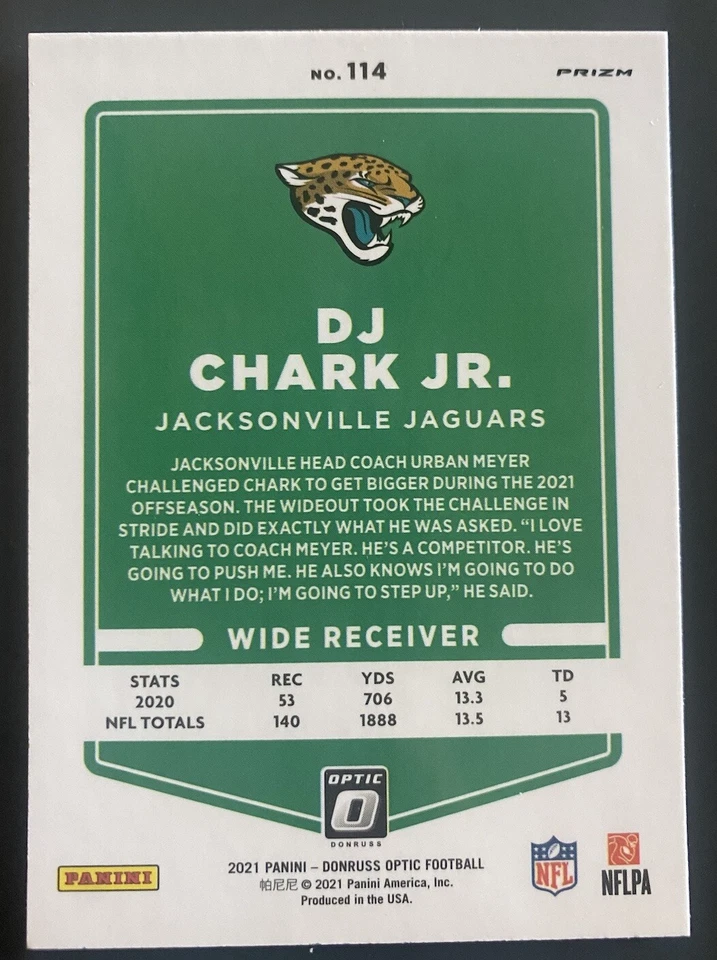 NO. 114
PRIZM
DJ
CHARK JR.
JACKSONVILLE JAGUARS
JACKSONVILLE HEAD COACH URBAN MEYER
CHALLENGED CHARK TO GET BIGGER DURING THE 2021
OFFSEASON. THE WIDEOUT TOOK THE CHALLENGE IN
STRIDE AND DID EXACTLY WHAT HE WAS ASKED. “I LOVE
TALKING TO COACH MEYER. HE’S A COMPETITOR. HE’S
GOING TO PUSH ME. HE ALSO KNOWS I’M GOING TO DO
WHAT I DO; I’M GOING TO STEP UP,” HE SAID.
WIDE RECEIVER
STATS REC YDS AVG TD
2020 53 706 13.3 5
NFL TOTALS 140 1888 13.5 13
OPTIC
O
DONRUSS
2021 PANINI – DONRUSS OPTIC FOOTBALL
帕尼尼 © 2021 Panini America, Inc.
Produced in the USA.
PANINI
NFL
NFLPA